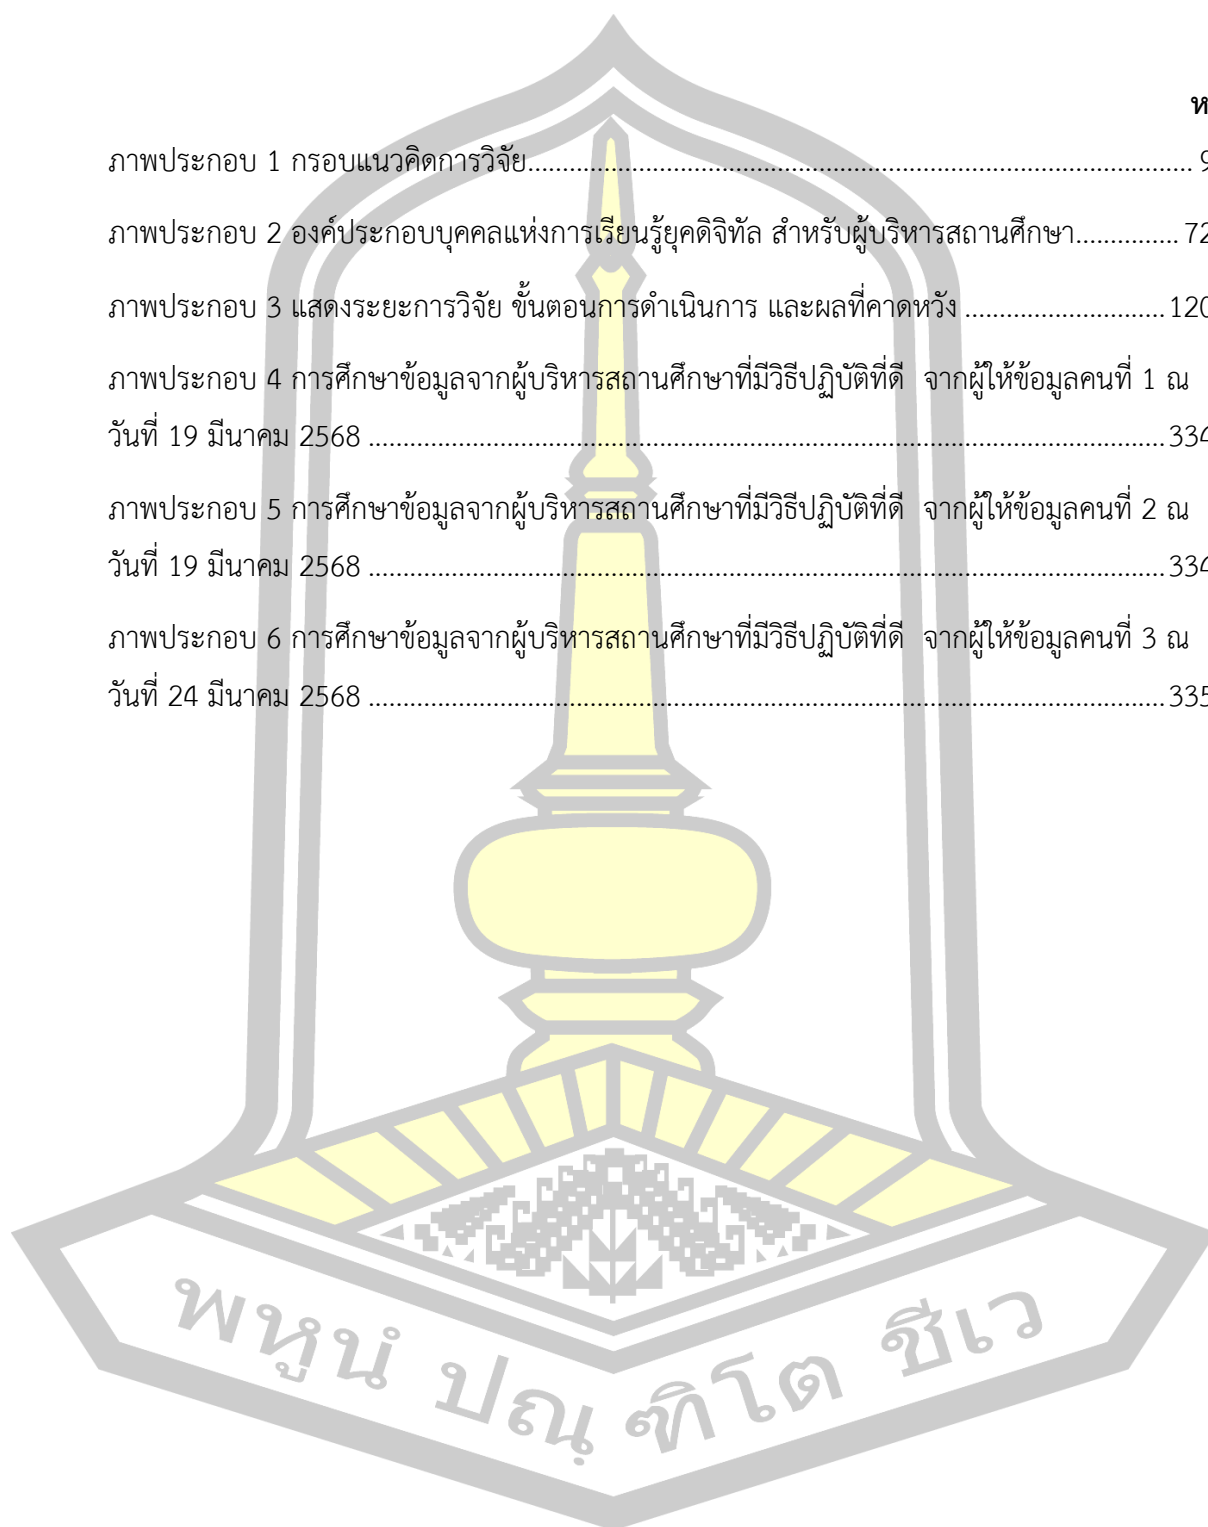 ห
ภาพประกอบ 1 กรอบแนวคิดการวิจัย................................................................................................ 9
ภาพประกอบ 2 องค์ประกอบบุคคลแห่งการเรียนรู้ยุคดิจิทัล สำหรับผู้บริหารสถานศึกษา............... 72
ภาพประกอบ 3 แสดงระยะการวิจัย ขั้นตอนการดำเนินการ และผลที่คาดหวัง ............................. 120
ภาพประกอบ 4 การศึกษาข้อมูลจากผู้บริหารสถานศึกษาที่มีวิธีปฏิบัติที่ดี จากผู้ให้ข้อมูลคนที่ 1 ณ
วันที่ 19 มีนาคม 2568 ................................................................................................................... 334
ภาพประกอบ 5 การศึกษาข้อมูลจากผู้บริหารสถานศึกษาที่มีวิธีปฏิบัติที่ดี จากผู้ให้ข้อมูลคนที่ 2 ณ
วันที่ 19 มีนาคม 2568 ................................................................................................................... 334
ภาพประกอบ 6 การศึกษาข้อมูลจากผู้บริหารสถานศึกษาที่มีวิธีปฏิบัติที่ดี จากผู้ให้ข้อมูลคนที่ 3 ณ
วันที่ 24 มีนาคม 2568 ................................................................................................................... 335
พหูนํ ปณฺฑิโต ชีเว